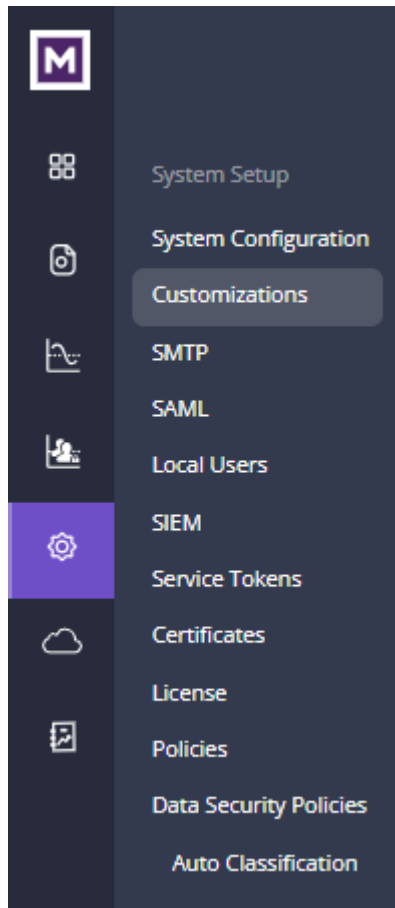 M
System Setup
System Configuration
Customizations
SMTP
SAML
Local Users
SIEM
Service Tokens
Certificates
License
Policies
Data Security Policies
Auto Classification